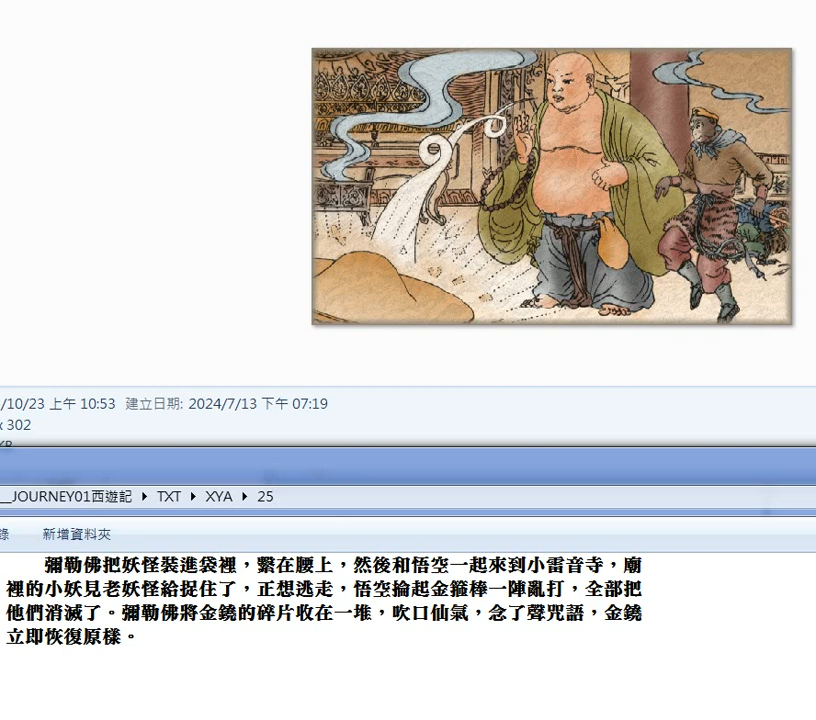 /10/23 上午 10:53 建立日期: 2024/7/13 下午 07:19
x 302
KB
__JOURNEY01西遊記 ▶ TXT ▶ XYA ▶ 25
錄 新增資料夾
彌勒佛把妖怪裝進袋裡，繫在腰上，然後和悟空一起來到小雷音寺，廟
裡的小妖見老妖怪給捉住了，正想逃走，悟空掄起金箍棒一陣亂打，全部把
他們消滅了。彌勒佛將金鐃的碎片收在一堆，吹口仙氣，念了聲咒語，金鐃
立即恢復原樣。